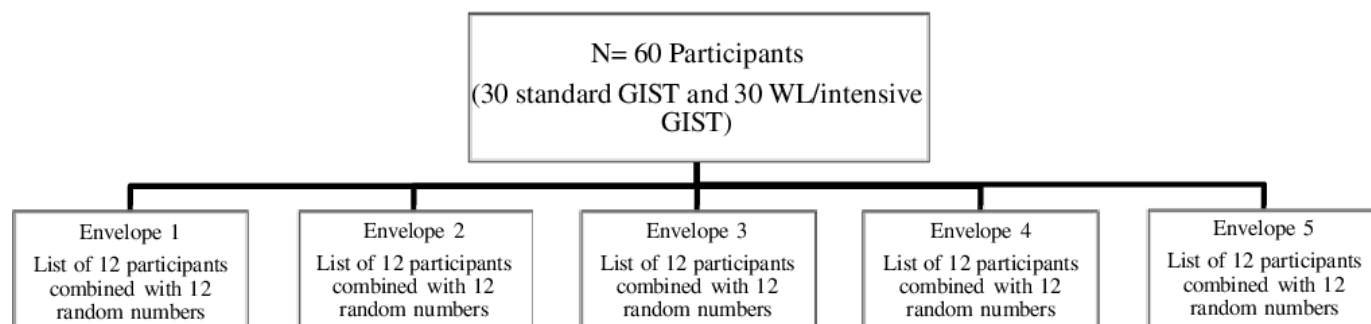 N= 60 Participants
(30 standard GIST and 30 WL/intensive
GIST)
Envelope 1
List of 12 participants
combined with 12
random numbers
Envelope 2
List of 12 participants
combined with 12
random numbers
Envelope 3
List of 12 participants
combined with 12
random numbers
Envelope 4
List of 12 participants
combined with 12
random numbers
Envelope 5
List of 12 participants
combined with 12
random numbers